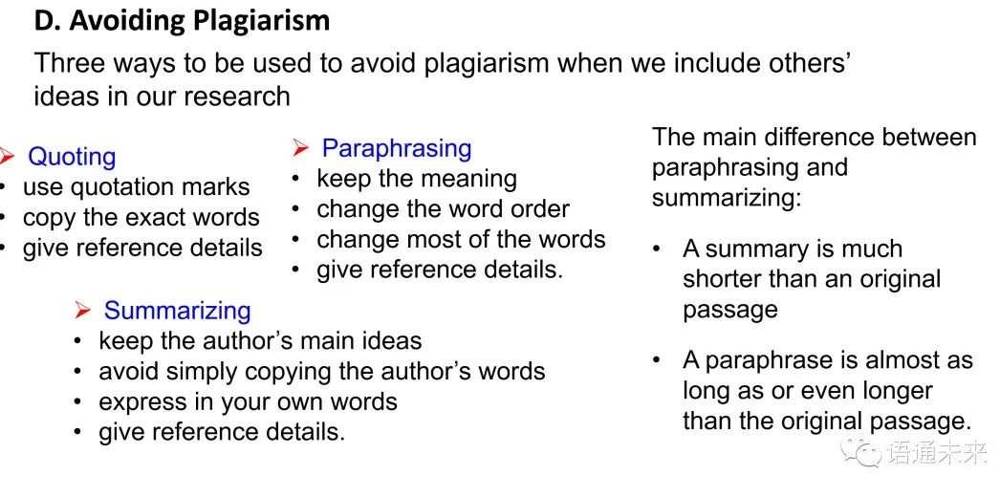 D. Avoiding Plagiarism
Three ways to be used to avoid plagiarism when we include others’
ideas in our research
➢ Quoting
• use quotation marks
• copy the exact words
• give reference details
➢ Paraphrasing
• keep the meaning
• change the word order
• change most of the words
• give reference details.
➢ Summarizing
• keep the author’s main ideas
• avoid simply copying the author’s words
• express in your own words
• give reference details.
The main difference between
paraphrasing and
summarizing:
• A summary is much
shorter than an original
passage
• A paraphrase is almost as
long as or even longer
than the original passage.
语通未来